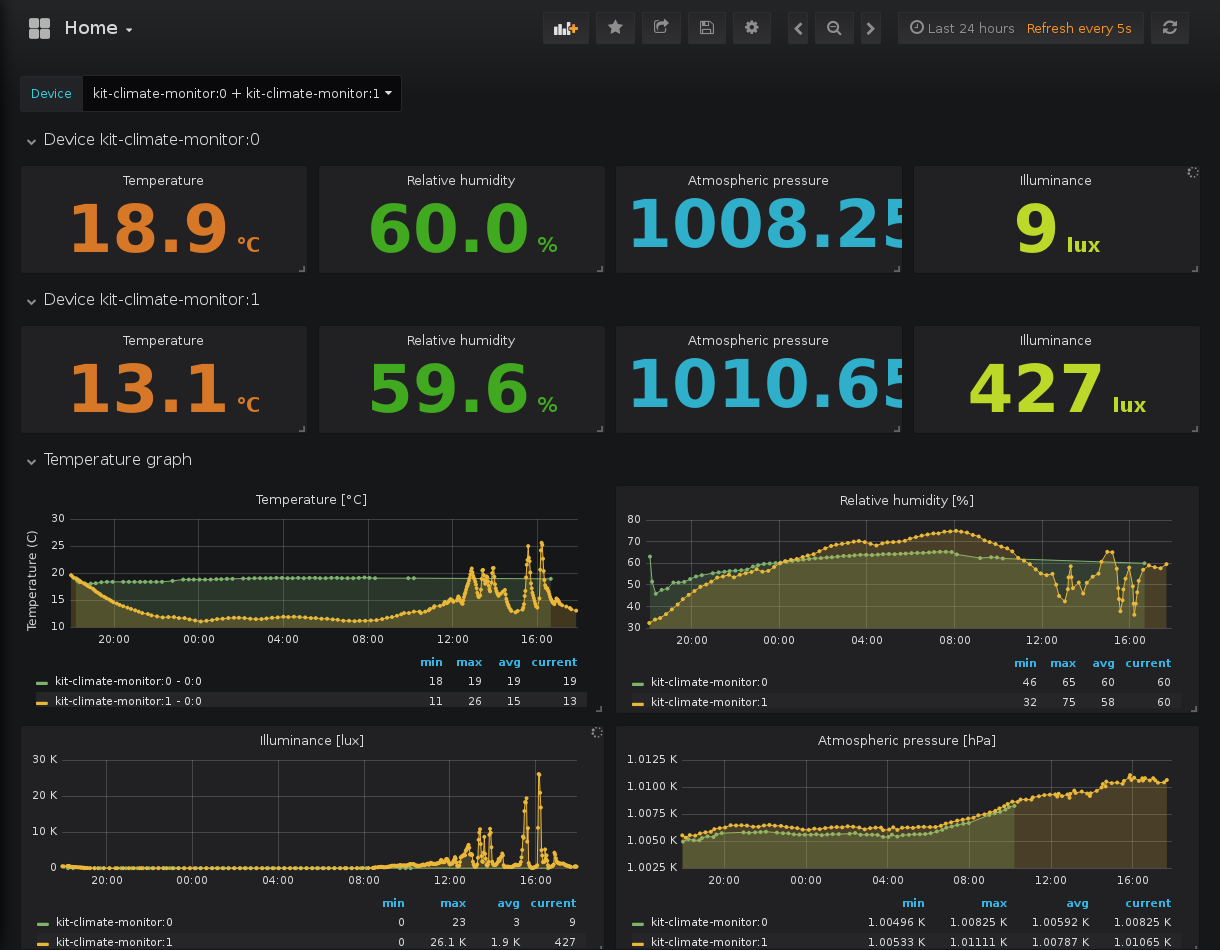 Home
Last 24 hours Refresh every 5s
Device kit-climate-monitor:0 + kit-climate-monitor:1
Device kit-climate-monitor:0
Temperature Relative humidity Atmospheric pressure Illuminance
18.9 °C 60.0 % 1008.25 9 lux
Device kit-climate-monitor:1
Temperature Relative humidity Atmospheric pressure Illuminance
13.1 °C 59.6 % 1010.65 427 lux
Temperature graph
Temperature [°C]
Temperature (C)
30
25
20
15
10
20:00 00:00 04:00 08:00 12:00 16:00
min max avg current
kit-climate-monitor:0 - 0:0 18 19 19 19
kit-climate-monitor:1 - 0:0 11 26 15 13
Relative humidity [%]
80
70
60
50
40
30
20:00 00:00 04:00 08:00 12:00 16:00
min max avg current
kit-climate-monitor:0 46 65 60 60
kit-climate-monitor:1 32 75 58 60
Illuminance [lux]
30 K
20 K
10 K
0
20:00 00:00 04:00 08:00 12:00 16:00
min max avg current
kit-climate-monitor:0 0 23 3 9
kit-climate-monitor:1 0 26.1 K 1.9 K 427
Atmospheric pressure [hPa]
1.0125 K
1.0100 K
1.0075 K
1.0050 K
1.0025 K
20:00 00:00 04:00 08:00 12:00 16:00
min max avg current
kit-climate-monitor:0 1.00496 K 1.00825 K 1.00592 K 1.00825 K
kit-climate-monitor:1 1.00533 K 1.01111 K 1.00787 K 1.01065 K